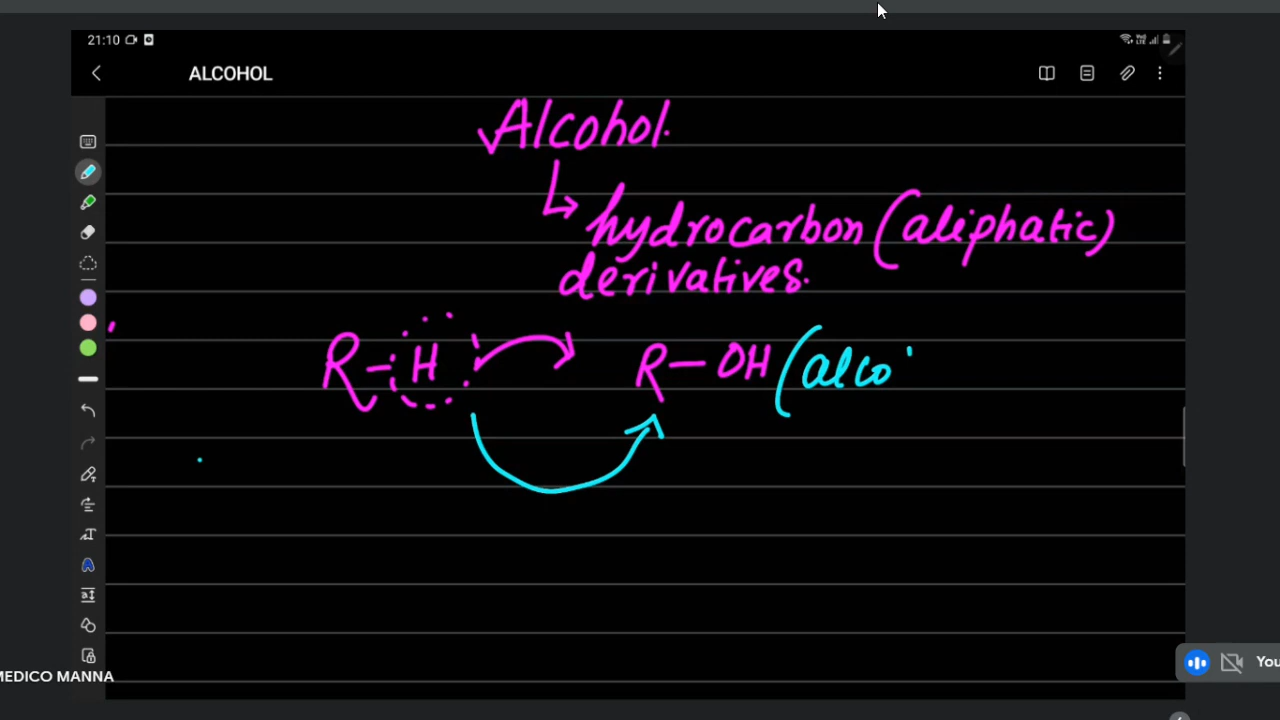 21:10
ALCOHOL
Alcohol.
hydrocarbon (aliphatic)
derivatives.
R-H R-OH (alco
MEDICO MANNA
You